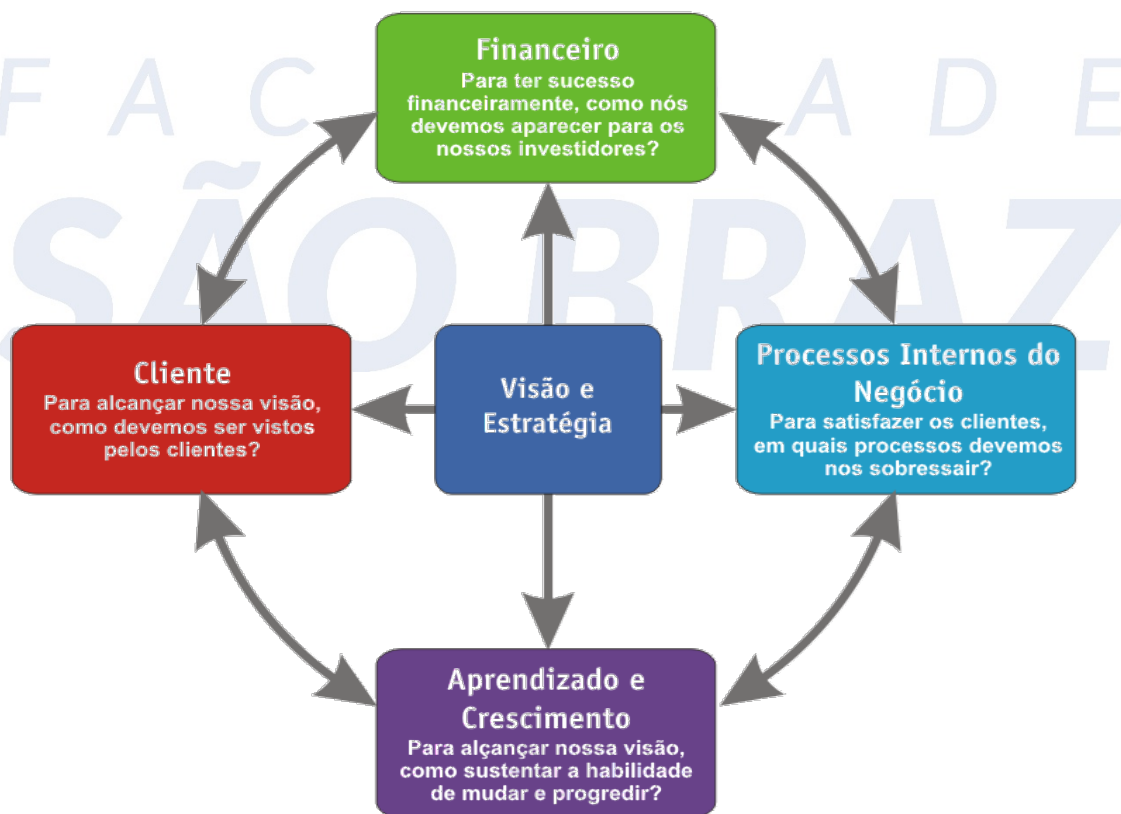 FACULDADE
SÃO BRAZ
Financeiro
Para ter sucesso
financeiramente, como nós
devemos aparecer para os
nossos investidores?
Cliente
Para alcançar nossa visão,
como devemos ser vistos
pelos clientes?
Visão e
Estratégia
Processos Internos do
Negócio
Para satisfazer os clientes,
em quais processos devemos
nos sobressair?
Aprendizado e
Crescimento
Para alçançar nossa visão,
como sustentar a habilidade
de mudar e progredir?